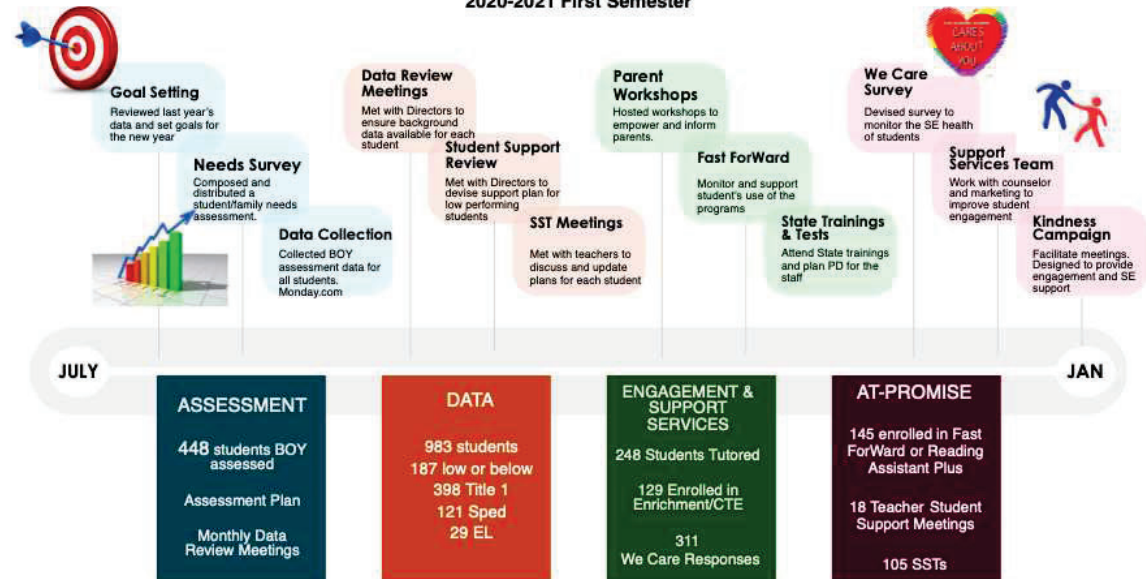 2020-2021 First Semester
CARES
ABOUT
YOU
Goal Setting
Reviewed last year's
data and set goals for
the new year
Needs Survey
Composed and
distributed a
student/family needs
assessment.
Data Collection
Collected BOY
assessment data for
all students.
Monday.com
Data Review
Meetings
Met with Directors to
ensure background
data available for each
student
Student Support
Review
Met with Directors to
devise support plan for
low performing
students
SST Meetings
Met with teachers to
discuss and update
plans for each student
Parent
Workshops
Hosted workshops to
empower and inform
parents.
Fast ForWard
Monitor and support
student's use of the
programs
State Trainings
& Tests
Attend State trainings
and plan PD for the
staff
We Care
Survey
Devised survey to
monitor the SE health
of students
Support
Services Team
Work with counselor
and marketing to
improve student
engagement
Kindness
Campaign
Facilitate meetings.
Designed to provide
engagement and SE
support
JULY
JAN
ASSESSMENT
448 students BOY
assessed
Assessment Plan
Monthly Data
Review Meetings
DATA
983 students
187 low or below
398 Title 1
121 Sped
29 EL
ENGAGEMENT &
SUPPORT
SERVICES
248 Students Tutored
129 Enrolled in
Enrichment/CTE
311
We Care Responses
AT-PROMISE
145 enrolled in Fast
ForWard or Reading
Assistant Plus
18 Teacher Student
Support Meetings
105 SSTs